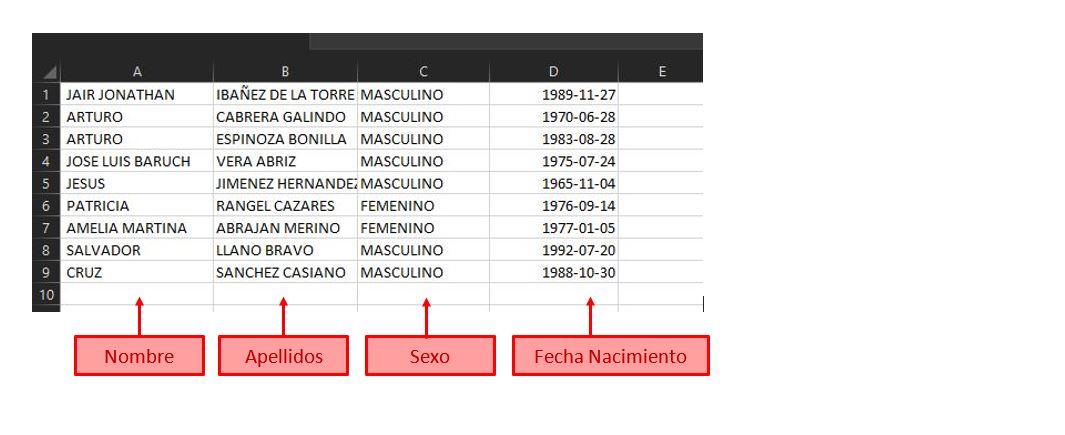 A B C D E
1 JAIR JONATHAN IBAÑEZ DE LA TORRE MASCULINO 1989-11-27
2 ARTURO CABRERA GALINDO MASCULINO 1970-06-28
3 ARTURO ESPINOZA BONILLA MASCULINO 1983-08-28
4 JOSE LUIS BARUCH VERA ABRIZ MASCULINO 1975-07-24
5 JESUS JIMENEZ HERNANDEZ MASCULINO 1965-11-04
6 PATRICIA RANGEL CAZARES FEMENINO 1976-09-14
7 AMELIA MARTINA ABRAJAN MERINO FEMENINO 1977-01-05
8 SALVADOR LLANO BRAVO MASCULINO 1992-07-20
9 CRUZ SANCHEZ CASIANO MASCULINO 1988-10-30
10
Nombre Apellidos Sexo Fecha Nacimiento